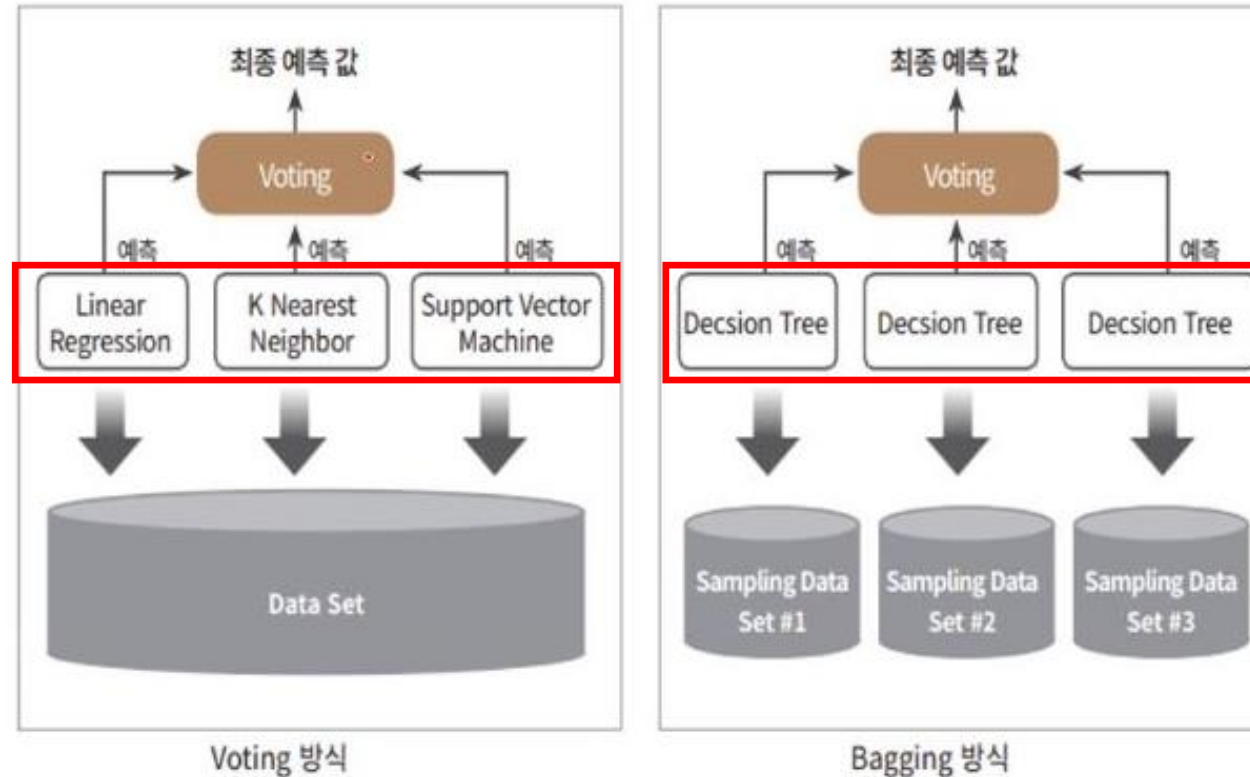 최종 예측 값
Voting
예측
예측
예측
Linear
Regression
K Nearest
Neighbor
Support Vector
Machine
Data Set
Voting 방식
최종 예측 값
Voting
예측
예측
예측
Decsion Tree
Decsion Tree
Decsion Tree
Sampling Data
Set #1
Sampling Data
Set #2
Sampling Data
Set #3
Bagging 방식